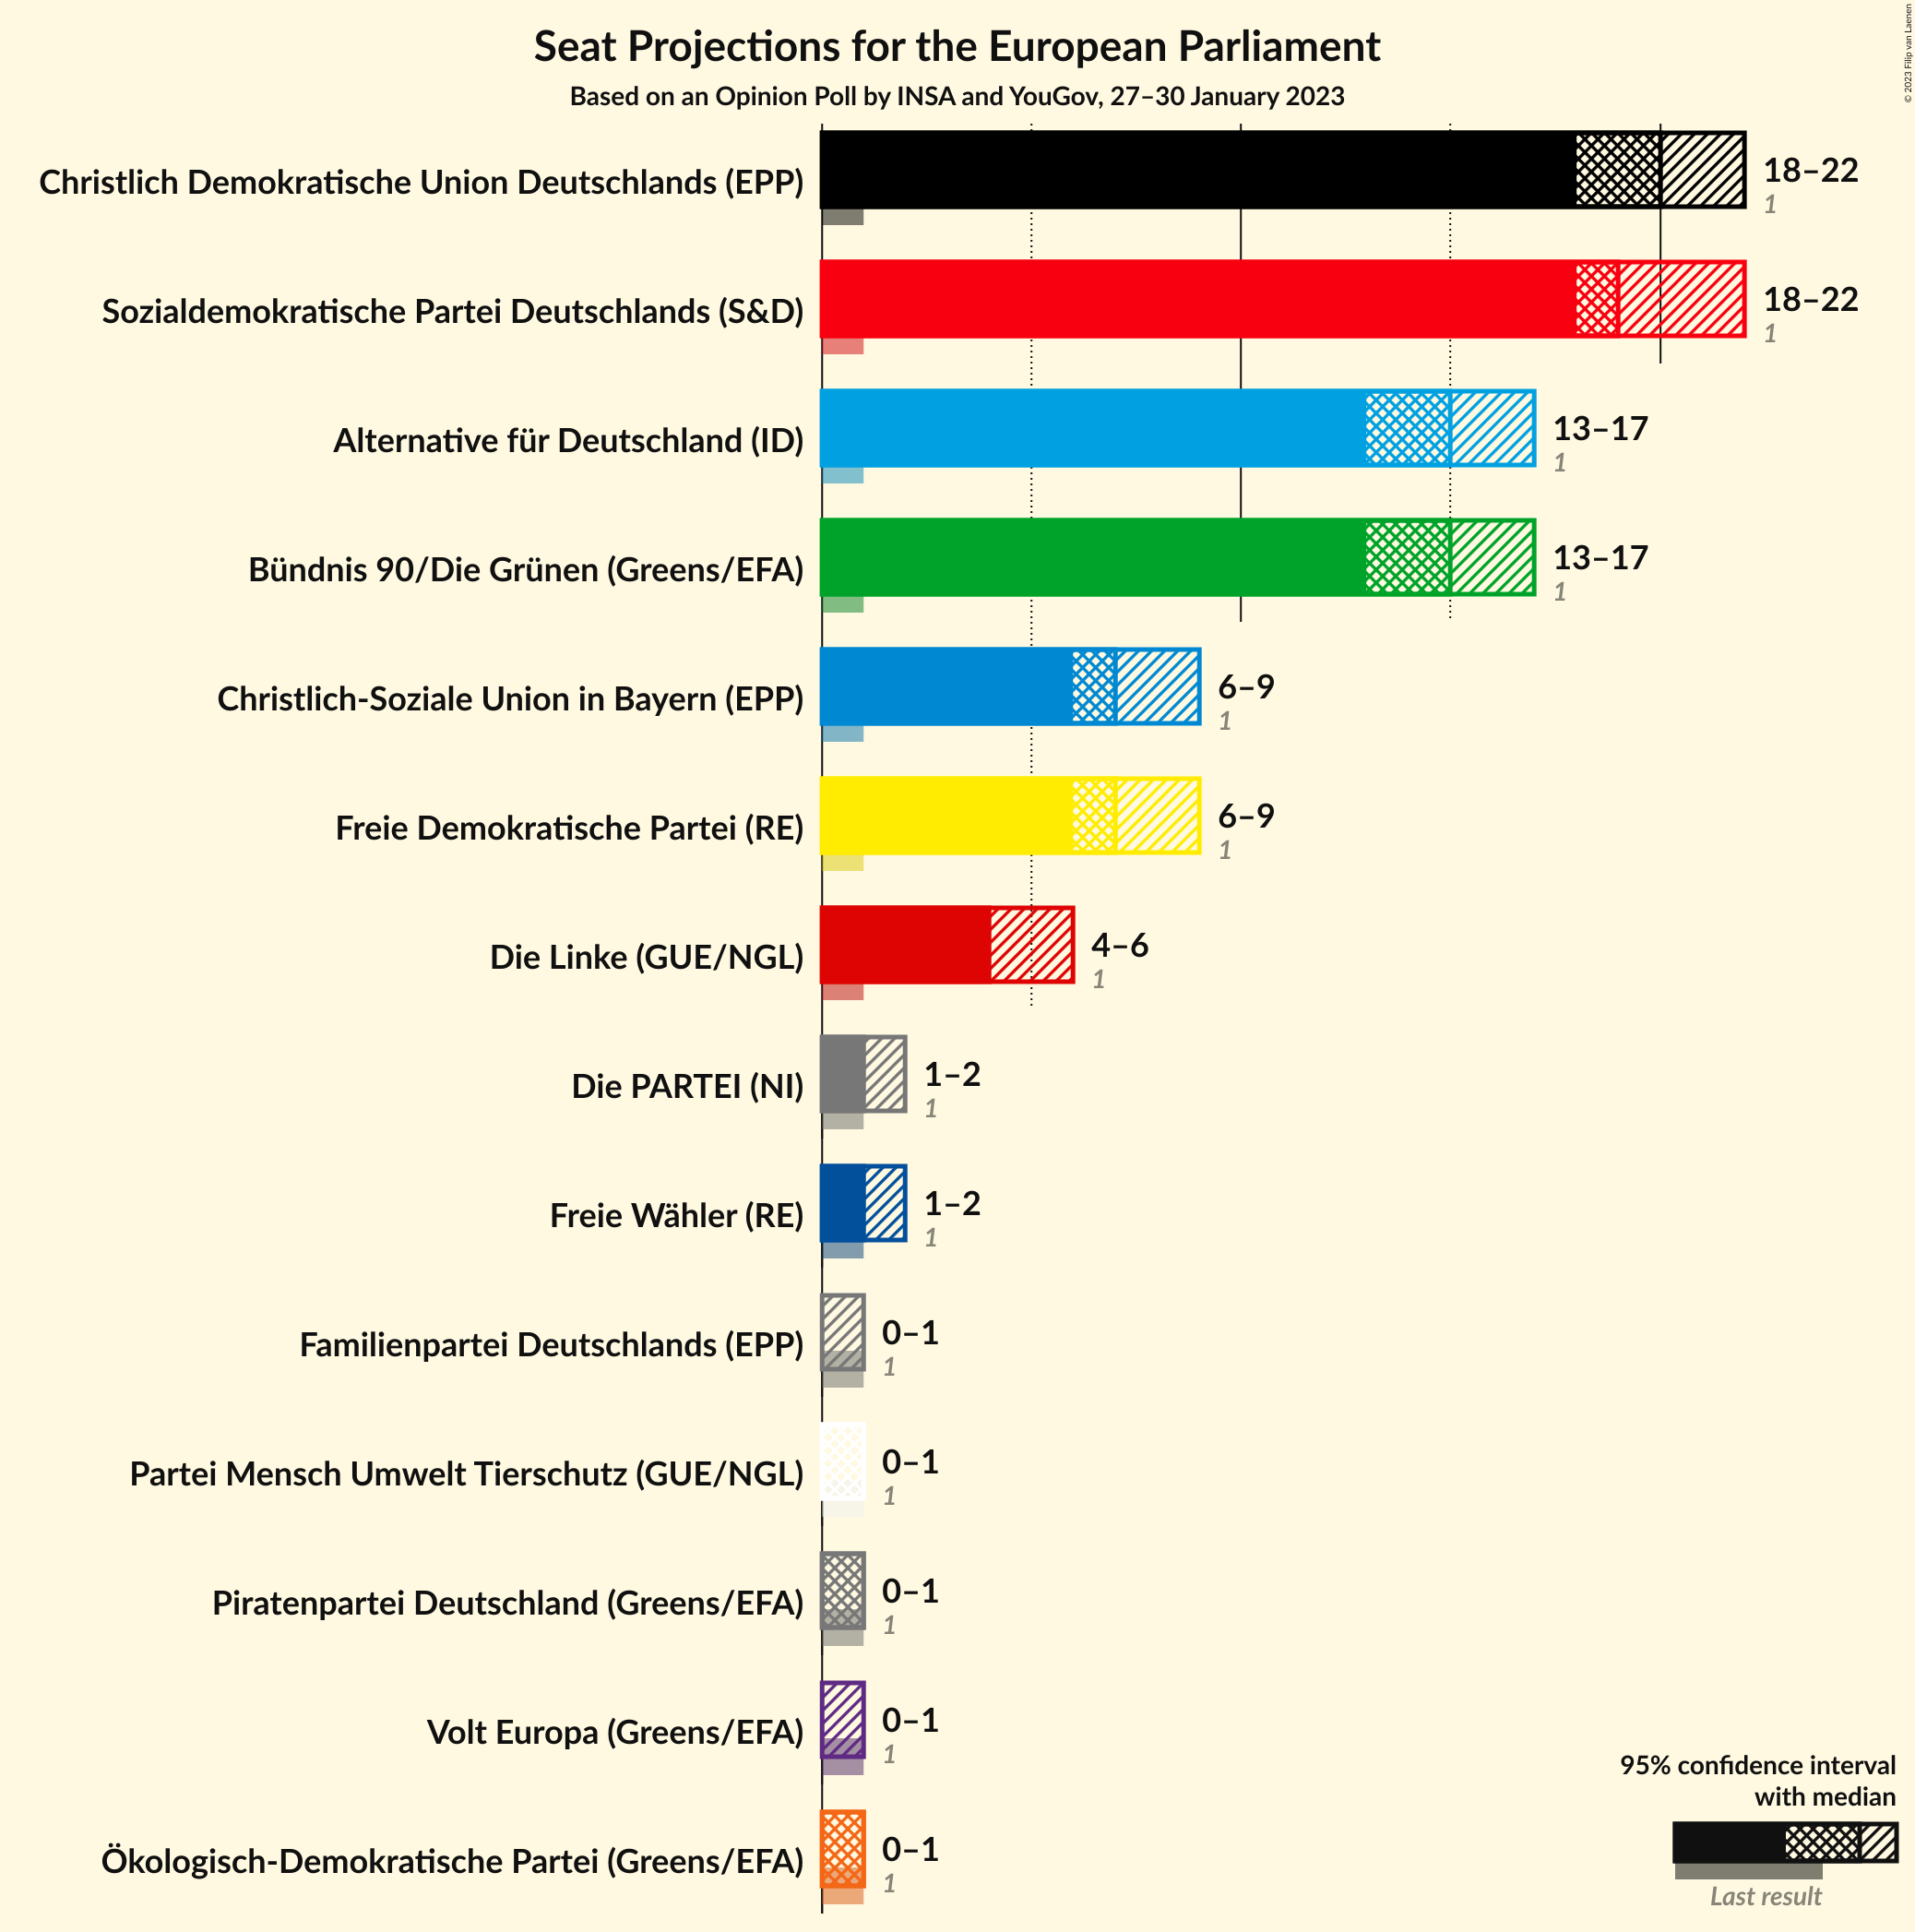 Seat Projections for the European Parliament
Based on an Opinion Poll by INSA and YouGov, 27–30 January 2023
© 2023 Filip van Laenen
Christlich Demokratische Union Deutschlands (EPP)
18–22
1
Sozialdemokratische Partei Deutschlands (S&D)
18–22
1
Alternative für Deutschland (ID)
13–17
1
Bündnis 90/Die Grünen (Greens/EFA)
13–17
1
Christlich-Soziale Union in Bayern (EPP)
6–9
1
Freie Demokratische Partei (RE)
6–9
1
Die Linke (GUE/NGL)
4–6
1
Die PARTEI (NI)
1–2
1
Freie Wähler (RE)
1–2
1
Familienpartei Deutschlands (EPP)
0–1
1
Partei Mensch Umwelt Tierschutz (GUE/NGL)
0–1
1
Piratenpartei Deutschland (Greens/EFA)
0–1
1
Volt Europa (Greens/EFA)
0–1
1
Ökologisch-Demokratische Partei (Greens/EFA)
0–1
1
95% confidence interval
with median
Last result